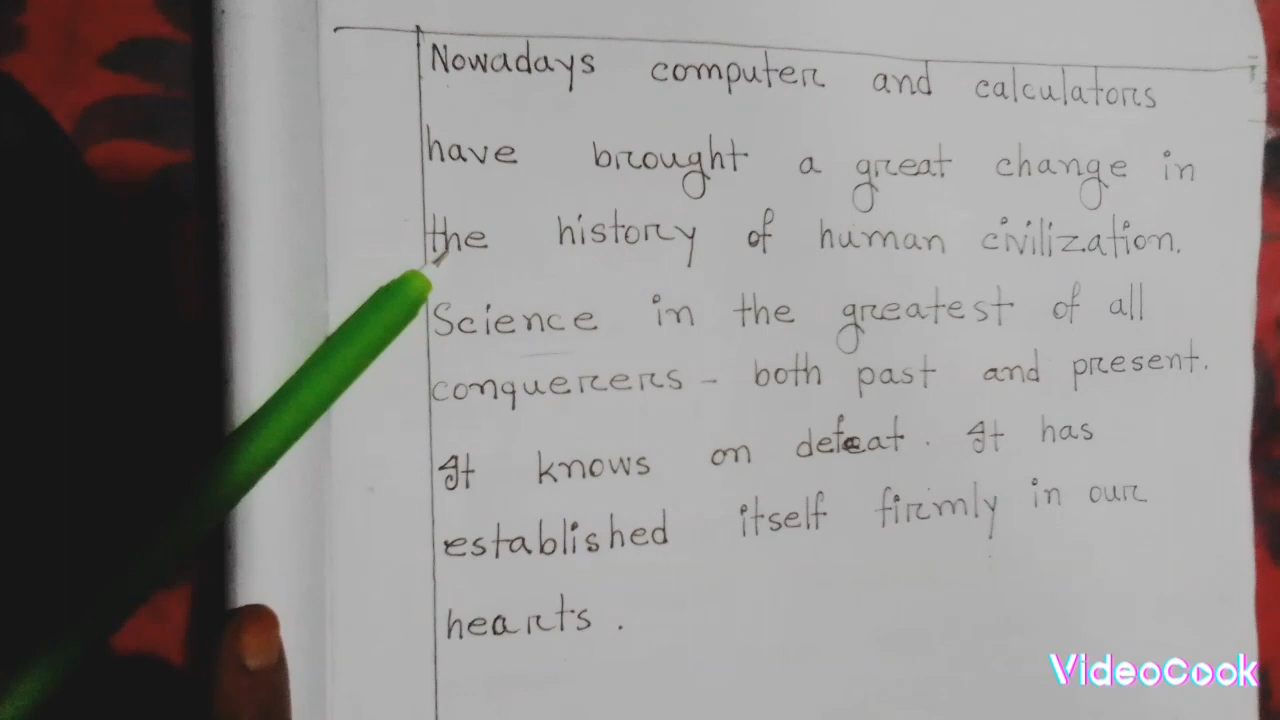 Nowadays computer and calculators
have brought a great change in
the history of human civilization.
Science in the greatest of all
conquerers - both past and present.
It knows on defeat. It has
established itself firmly in our
hearts.
VideoCook